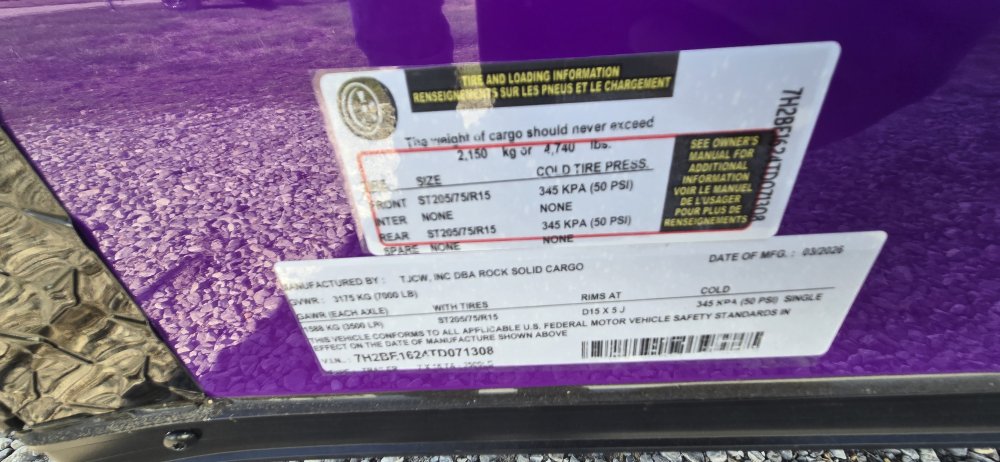 TIRE AND LOADING INFORMATION
RENSEIGNEMENTS SUR LES PNEUS ET LE CHARGEMENT
The weight of cargo should never exceed
2,150 kg or 4,740 lbs.
SIZE COLD TIRE PRESS.
FRONT ST205/75/R15 345 KPA (50 PSI)
INTER NONE NONE
REAR ST205/75/R15 345 KPA (50 PSI)
SPARE NONE NONE
SEE OWNER'S
MANUAL FOR
ADDITIONAL
INFORMATION
VOIR LE MANUEL
DE L'USAGER
POUR PLUS DE
RENSEIGNEMENTS
7H2BF1624TD071308
MANUFACTURED BY: TJCW, INC DBA ROCK SOLID CARGO DATE OF MFG.: 03/2026
GVWR: 3175 KG (7000 LB)
GAWR (EACH AXLE) WITH TIRES RIMS AT COLD
1588 KG (3500 LB) ST205/75/R15 D15 X 5 J 345 KPA (50 PSI) SINGLE
THIS VEHICLE CONFORMS TO ALL APPLICABLE U.S. FEDERAL MOTOR VEHICLE SAFETY STANDARDS IN
EFFECT ON THE DATE OF MANUFACTURE SHOWN ABOVE
V.I.N.: 7H2BF1624TD071308
TRAILER